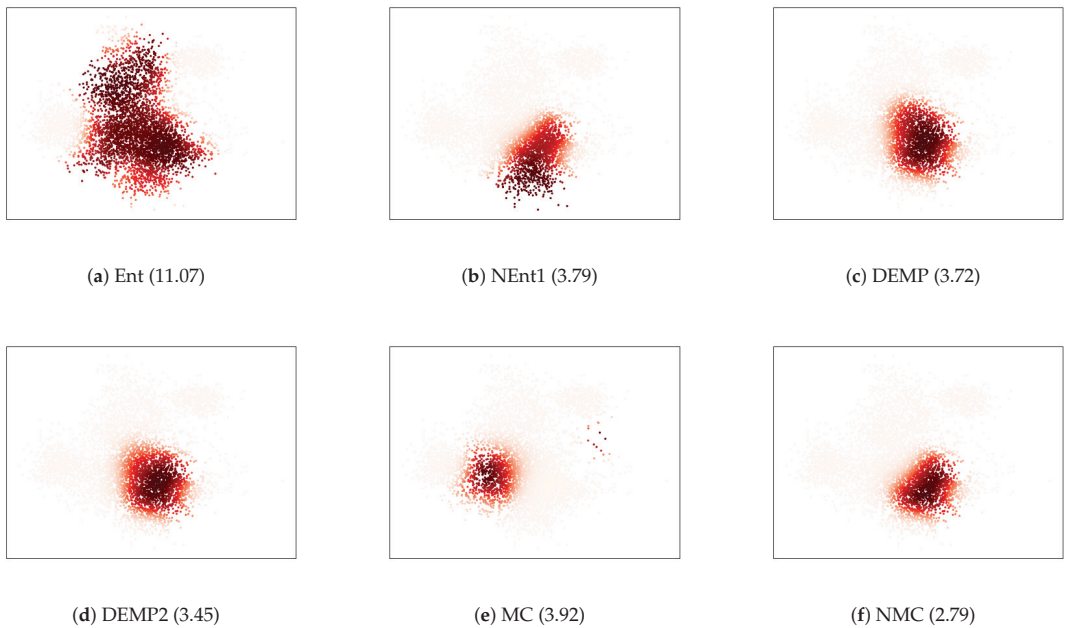 (a) Ent (11.07)
(b) NEnt1 (3.79)
(c) DEMP (3.72)
(d) DEMP2 (3.45)
(e) MC (3.92)
(f) NMC (2.79)